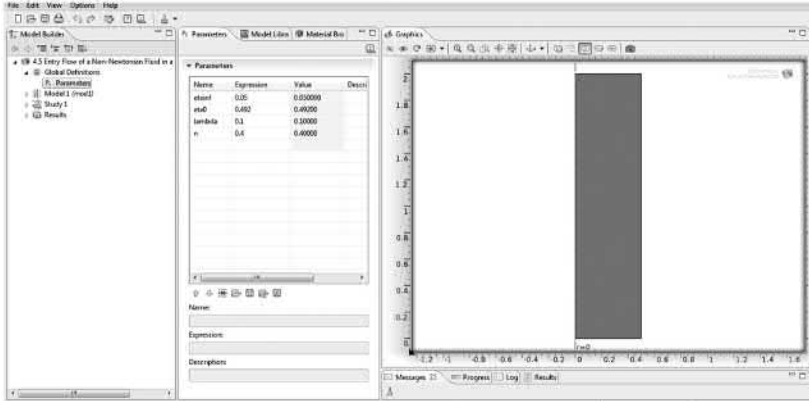 File Edit View Options Help
Model Builder
4.5 Entry Flow of a Non-Newtonian Fluid in a
Global Definitions
Parameters
Model 1 (mod1)
Study 1
Results
Parameters Model Libra Material Bro
Parameters
Name Expression Value Descri
etainf 0.05 0.050000
eta0 0.492 0.49200
lambda 0.1 0.10000
n 0.4 0.40000
Name:
Expression:
Description:
Graphics
2
1.8
1.6
1.4
1.2
1
0.8
0.6
0.4
0.2
0
r=0
-1.2 -1 -0.8 -0.6 -0.4 -0.2 0 0.2 0.4 0.6 0.8 1 1.2 1.4 1.6
Messages Progress Log Results